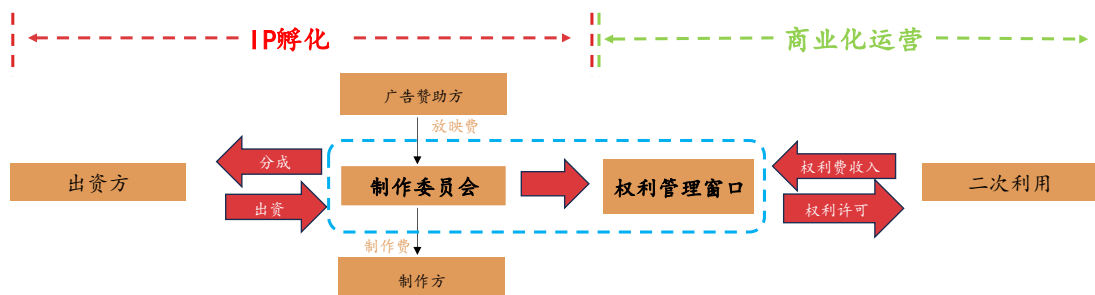 IP孵化
商业化运营
广告赞助方
放映费
分成
出资方
出资
制作委员会
权利管理窗口
权利费收入
权利许可
二次利用
制作费
制作方